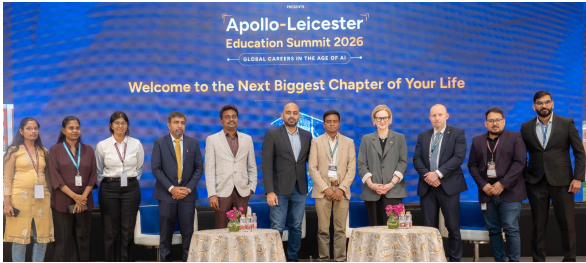 PRESENTS
Apollo-Leicester
Education Summit 2026
GLOBAL CAREERS IN THE AGE OF AI
Welcome to the Next Biggest Chapter of Your Life